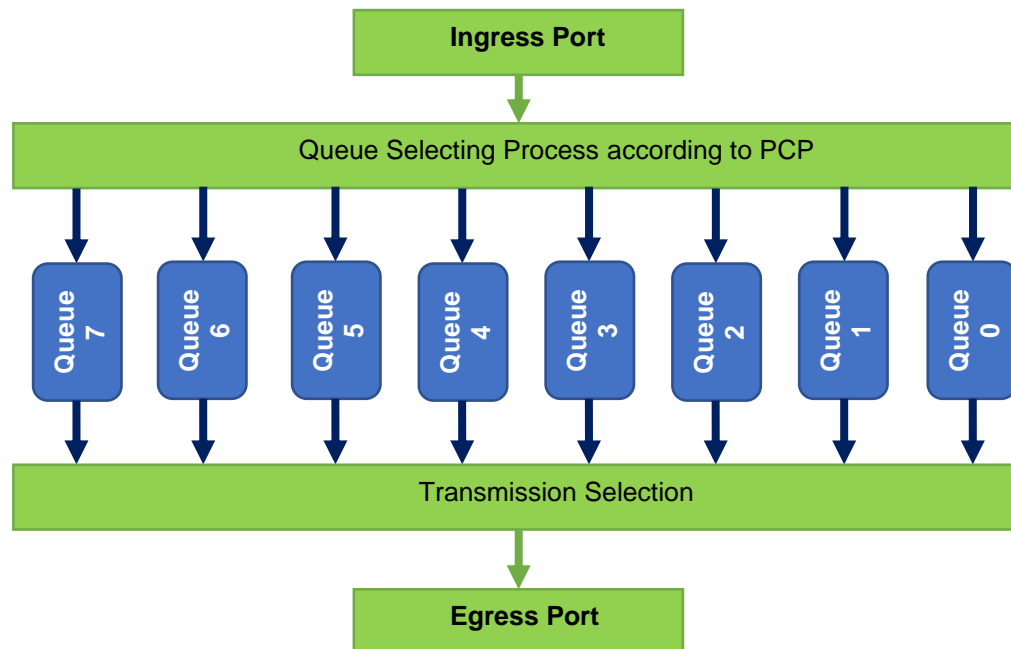 Ingress Port
Queue Selecting Process according to PCP
Queue
7
Queue
6
Queue
5
Queue
4
Queue
3
Queue
2
Queue
1
Queue
0
Transmission Selection
Egress Port